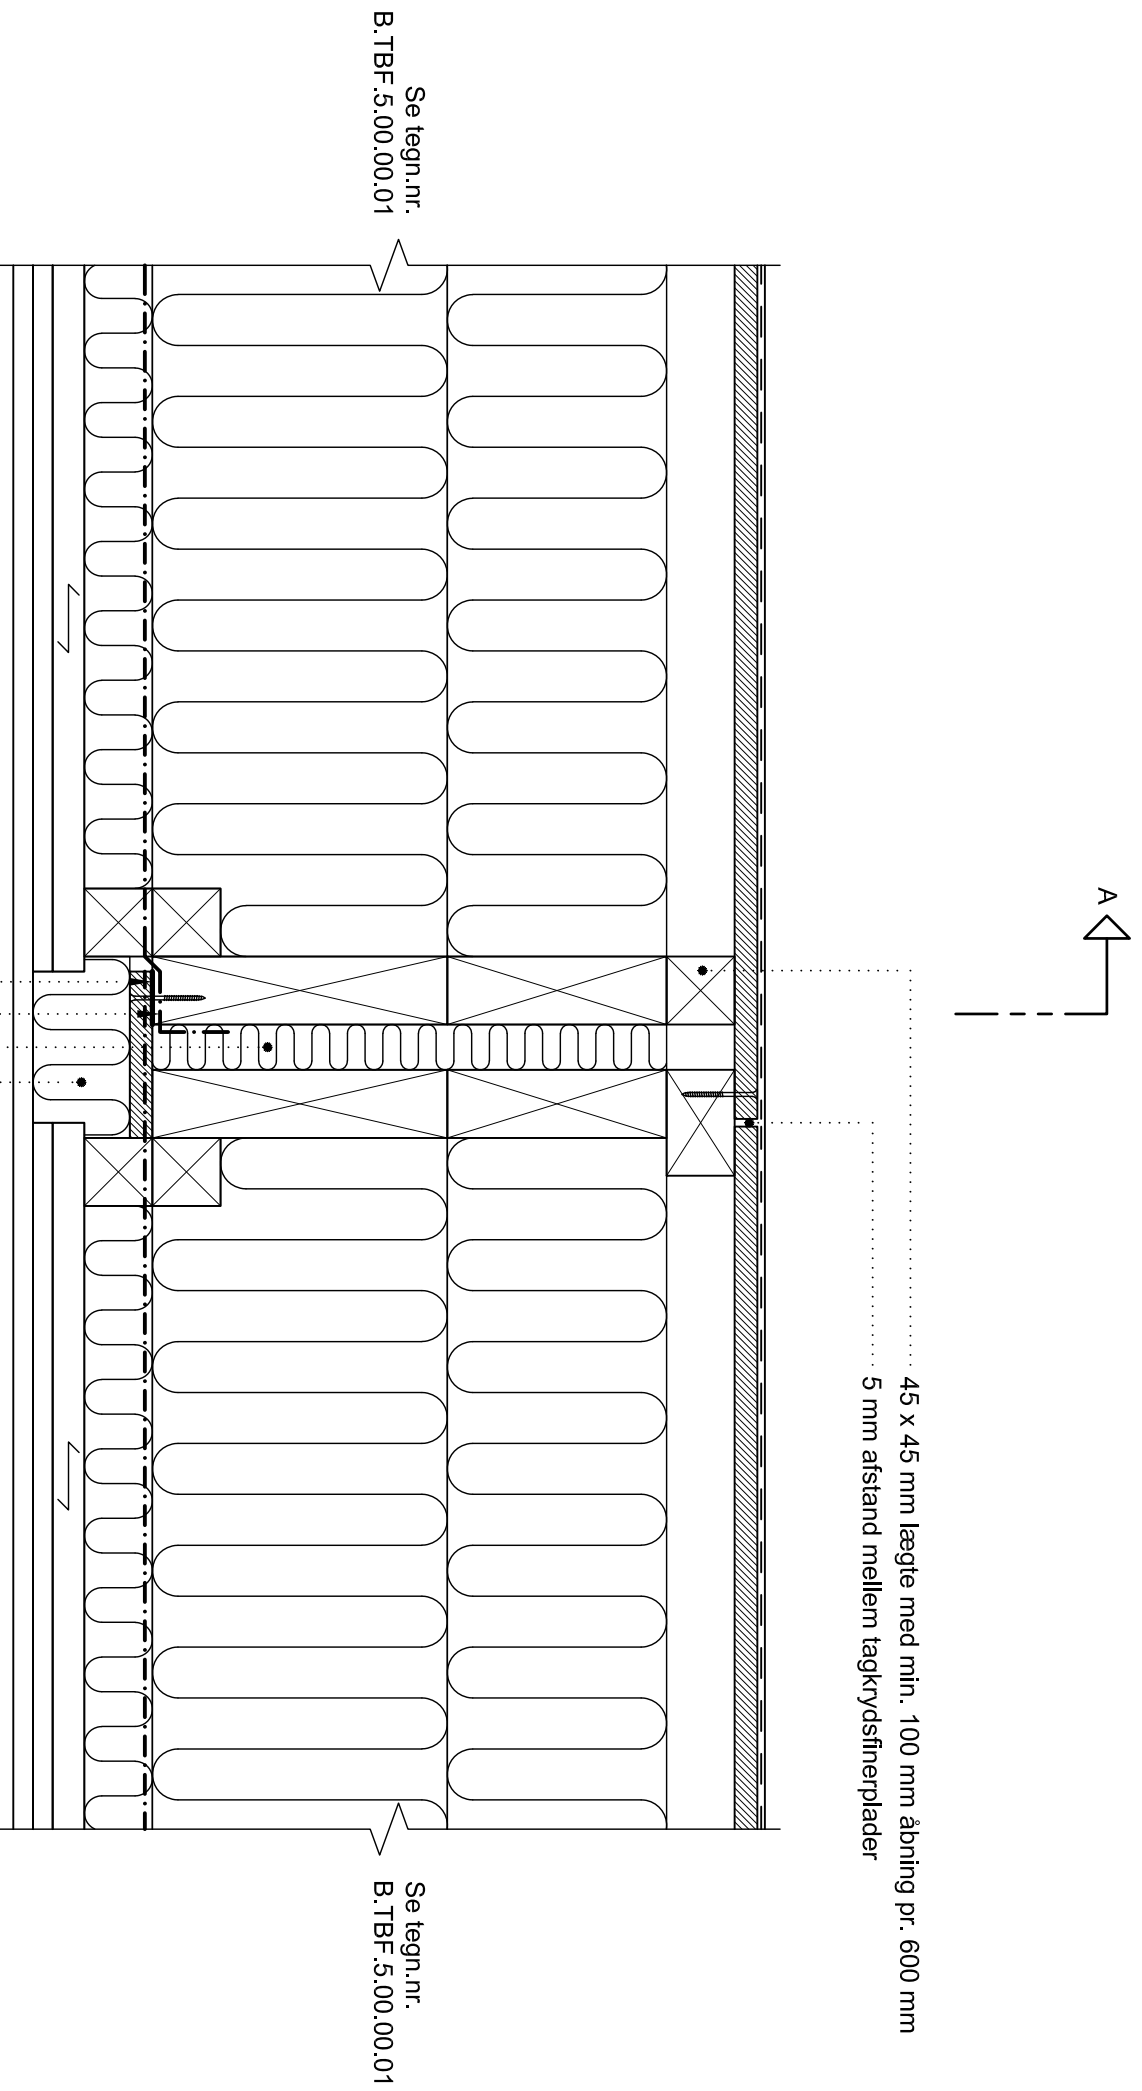 A
45 x 45 mm lægte med min. 100 mm åbning pr. 600 mm
5 mm afstand mellem tagkrydsfinerplader
Se tegn.nr.
B.TBF.5.00.00.01
Se tegn.nr.
B.TBF.5.00.00.01